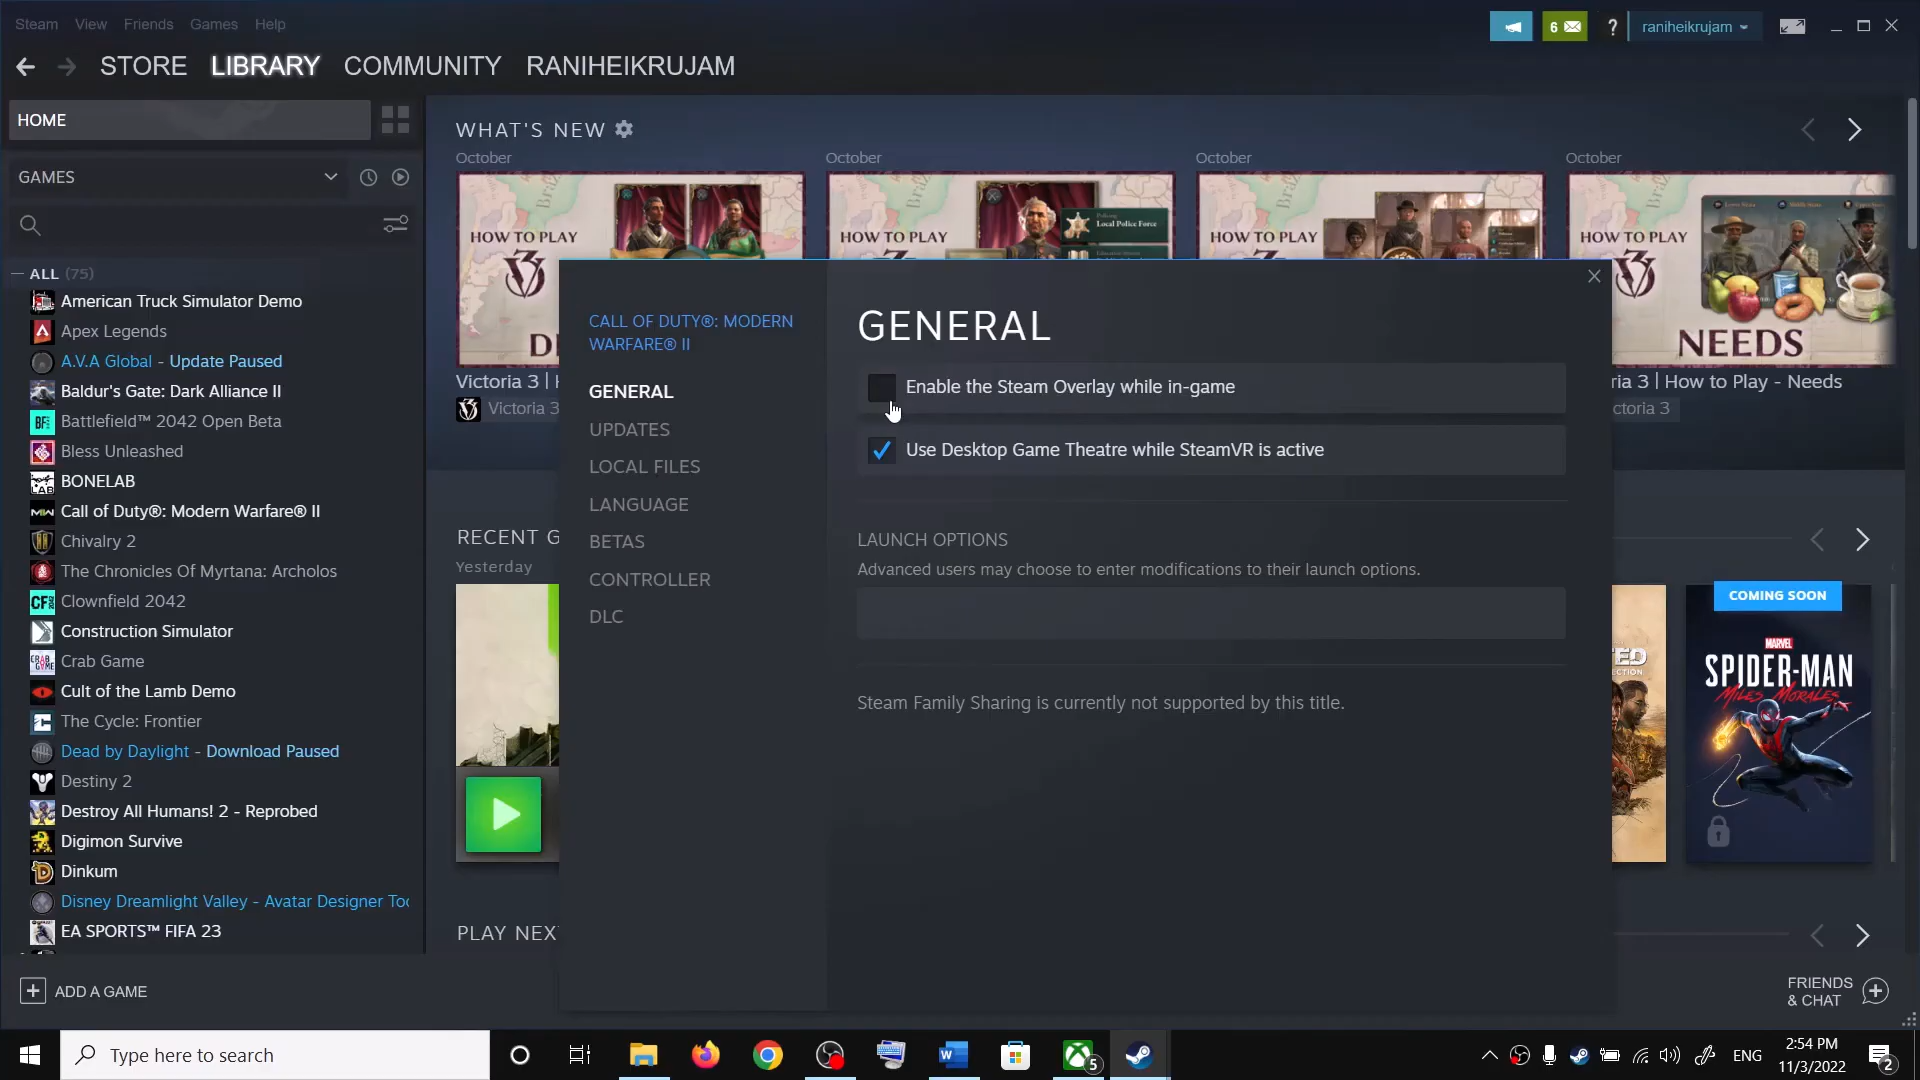 Steam View Friends Games Help
6
?
raniheikrujam
STORE LIBRARY COMMUNITY RANIHEIKRUJAM
HOME
GAMES
ALL (75)
American Truck Simulator Demo
Apex Legends
A.V.A Global - Update Paused
Baldur's Gate: Dark Alliance II
Battlefield™ 2042 Open Beta
Bless Unleashed
BONELAB
Call of Duty®: Modern Warfare® II
Chivalry 2
The Chronicles Of Myrtana: Archolos
Clownfield 2042
Construction Simulator
Crab Game
Cult of the Lamb Demo
The Cycle: Frontier
Dead by Daylight - Download Paused
Destiny 2
Destroy All Humans! 2 - Reprobed
Digimon Survive
Dinkum
Disney Dreamlight Valley - Avatar Designer Too
EA SPORTS™ FIFA 23
ADD A GAME
WHAT'S NEW
October
October
October
October
HOW TO PLAY
HOW TO PLAY
Local Police Force
HOW TO PLAY
HOW TO PLAY
NEEDS
Victoria 3 |
Victoria 3
ria 3 | How to Play - Needs
ctoria 3
RECENT G
Yesterday
PLAY NEX
CALL OF DUTY®: MODERN
WARFARE® II
GENERAL
UPDATES
LOCAL FILES
LANGUAGE
BETAS
CONTROLLER
DLC
GENERAL
Enable the Steam Overlay while in-game
Use Desktop Game Theatre while SteamVR is active
LAUNCH OPTIONS
Advanced users may choose to enter modifications to their launch options.
Steam Family Sharing is currently not supported by this title.
COMING SOON
MARVEL
SPIDER-MAN
MILES MORALES
FRIENDS
& CHAT
Type here to search
5
ENG
2:54 PM
11/3/2022
2